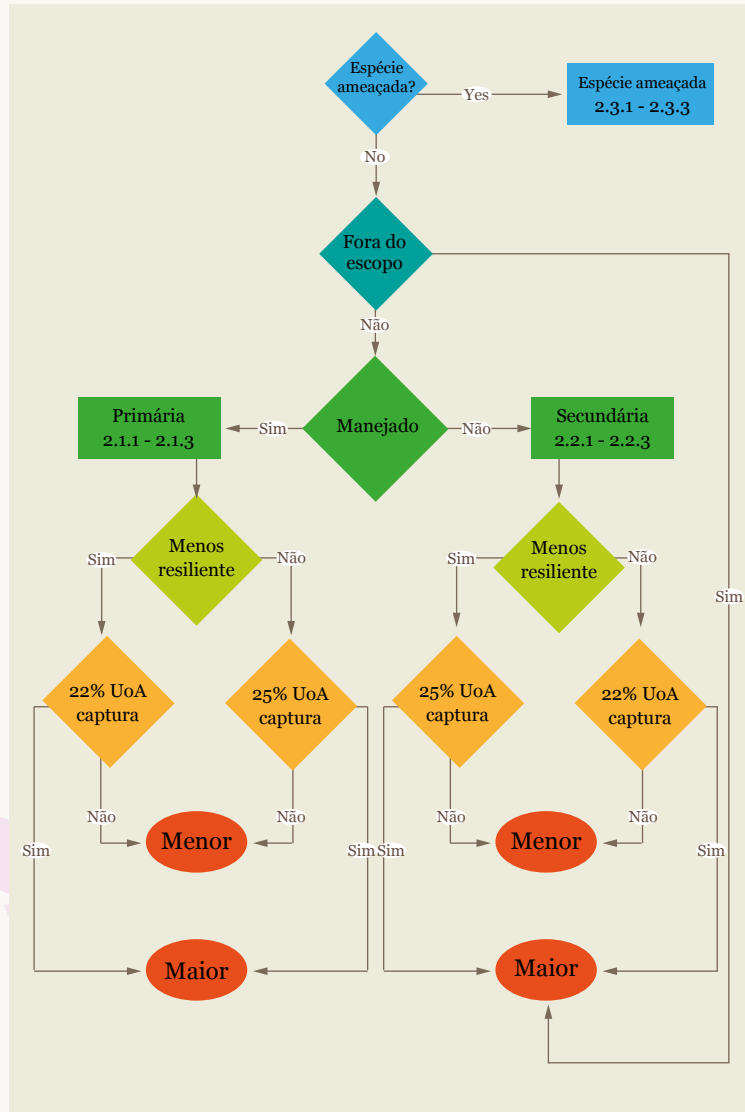 Espécie
ameaçada?
Yes
Espécie ameaçada
2.3.1 - 2.3.3
No
Fora do
escopo
Não
Primária
2.1.1 - 2.1.3
Sim
Manejado
Não
Secundária
2.2.1 - 2.2.3
Menos
resiliente
Sim
Não
Menos
resiliente
Sim
Não
Sim
22% UoA
captura
25% UoA
captura
25% UoA
captura
22% UoA
captura
Não
Não
Não
Não
Menor
Menor
Sim
Sim
Sim
Sim
Maior
Maior